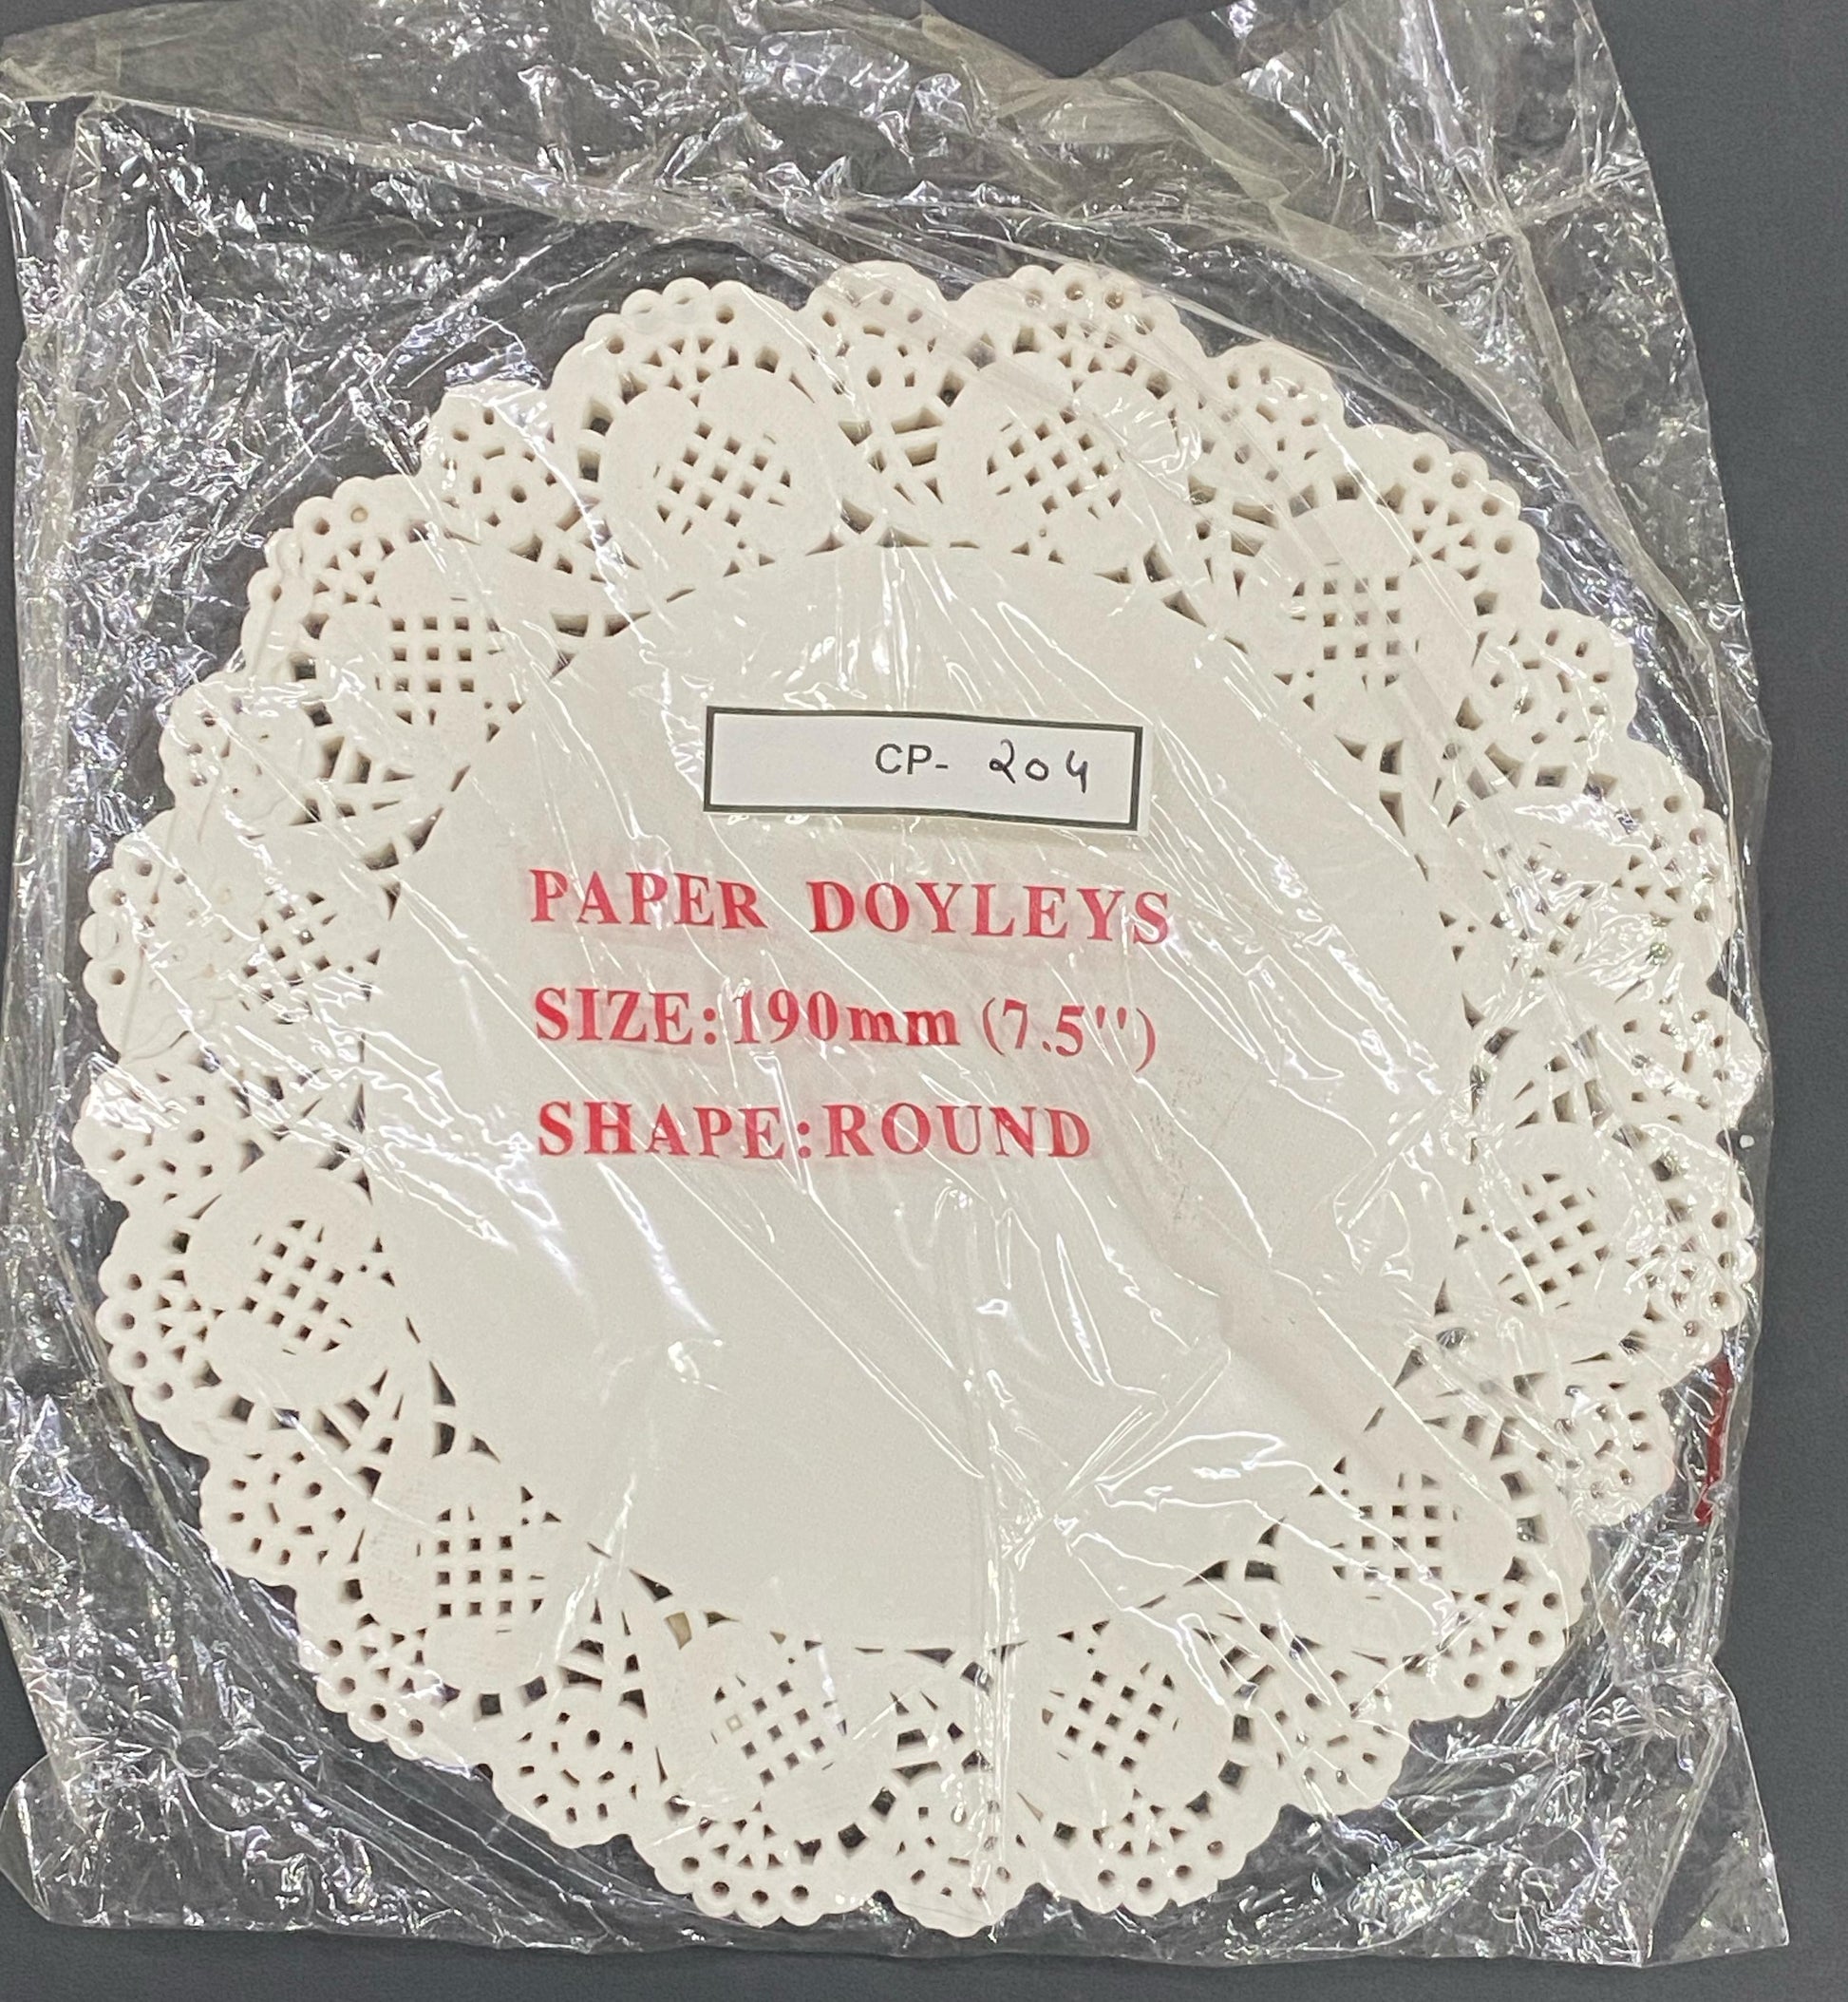 CP- 204
PAPER DOYLEYS
SIZE:190mm (7.5'')
SHAPE:ROUND